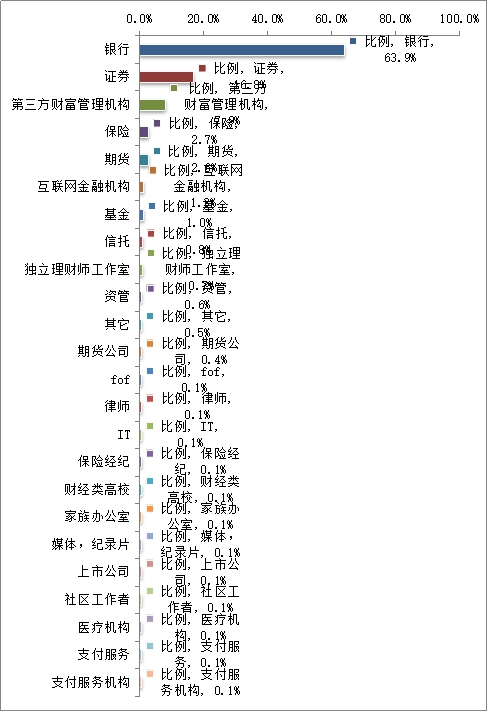 0.0% 20.0% 40.0% 60.0% 80.0% 100.0%
银行
比例, 银行,
63.9%
证券
比例, 证券,
第三方财富管理机构
比例, 第三方
财富管理机构,
保险
比例, 保险,
2.7%
期货
比例, 期货,
互联网金融机构
比例, 互联网
金融机构,
基金
比例, 基金,
1.0%
信托
比例, 信托,
0.8%
独立理财师工作室
比例, 独立理
财师工作室,
资管
比例, 资管,
0.6%
其它
比例, 其它,
0.5%
期货公司
比例, 期货公
司, 0.4%
fof
比例, fof,
0.1%
律师
比例, 律师,
0.1%
IT
比例, IT,
0.1%
保险经纪
比例, 保险经
纪, 0.1%
财经类高校
比例, 财经类
高校, 0.1%
家族办公室
比例, 家族办
公室, 0.1%
媒体，纪录片
比例, 媒体，
纪录片, 0.1%
上市公司
比例, 上市公
司, 0.1%
社区工作者
比例, 社区工
作者, 0.1%
医疗机构
比例, 医疗机
构, 0.1%
支付服务
比例, 支付服
务, 0.1%
支付服务机构
比例, 支付服
务机构, 0.1%